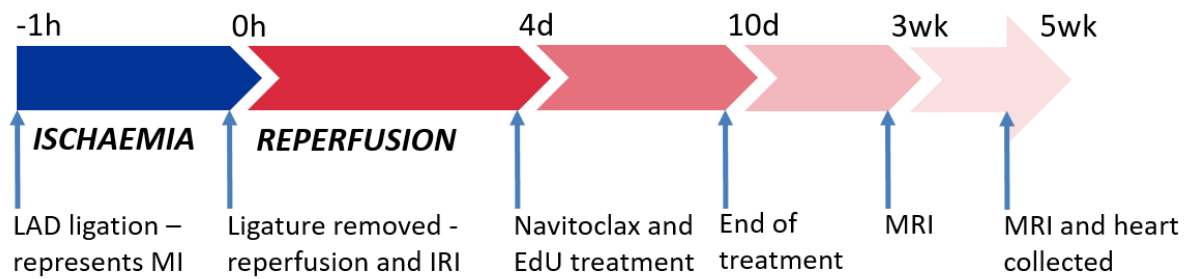 -1h 0h 4d 10d 3wk 5wk
ISCHAEMIA REPERFUSION
LAD ligation –
represents MI
Ligature removed -
reperfusion and IRI
Navitoclax and
EdU treatment
End of
treatment
MRI
MRI and heart
collected